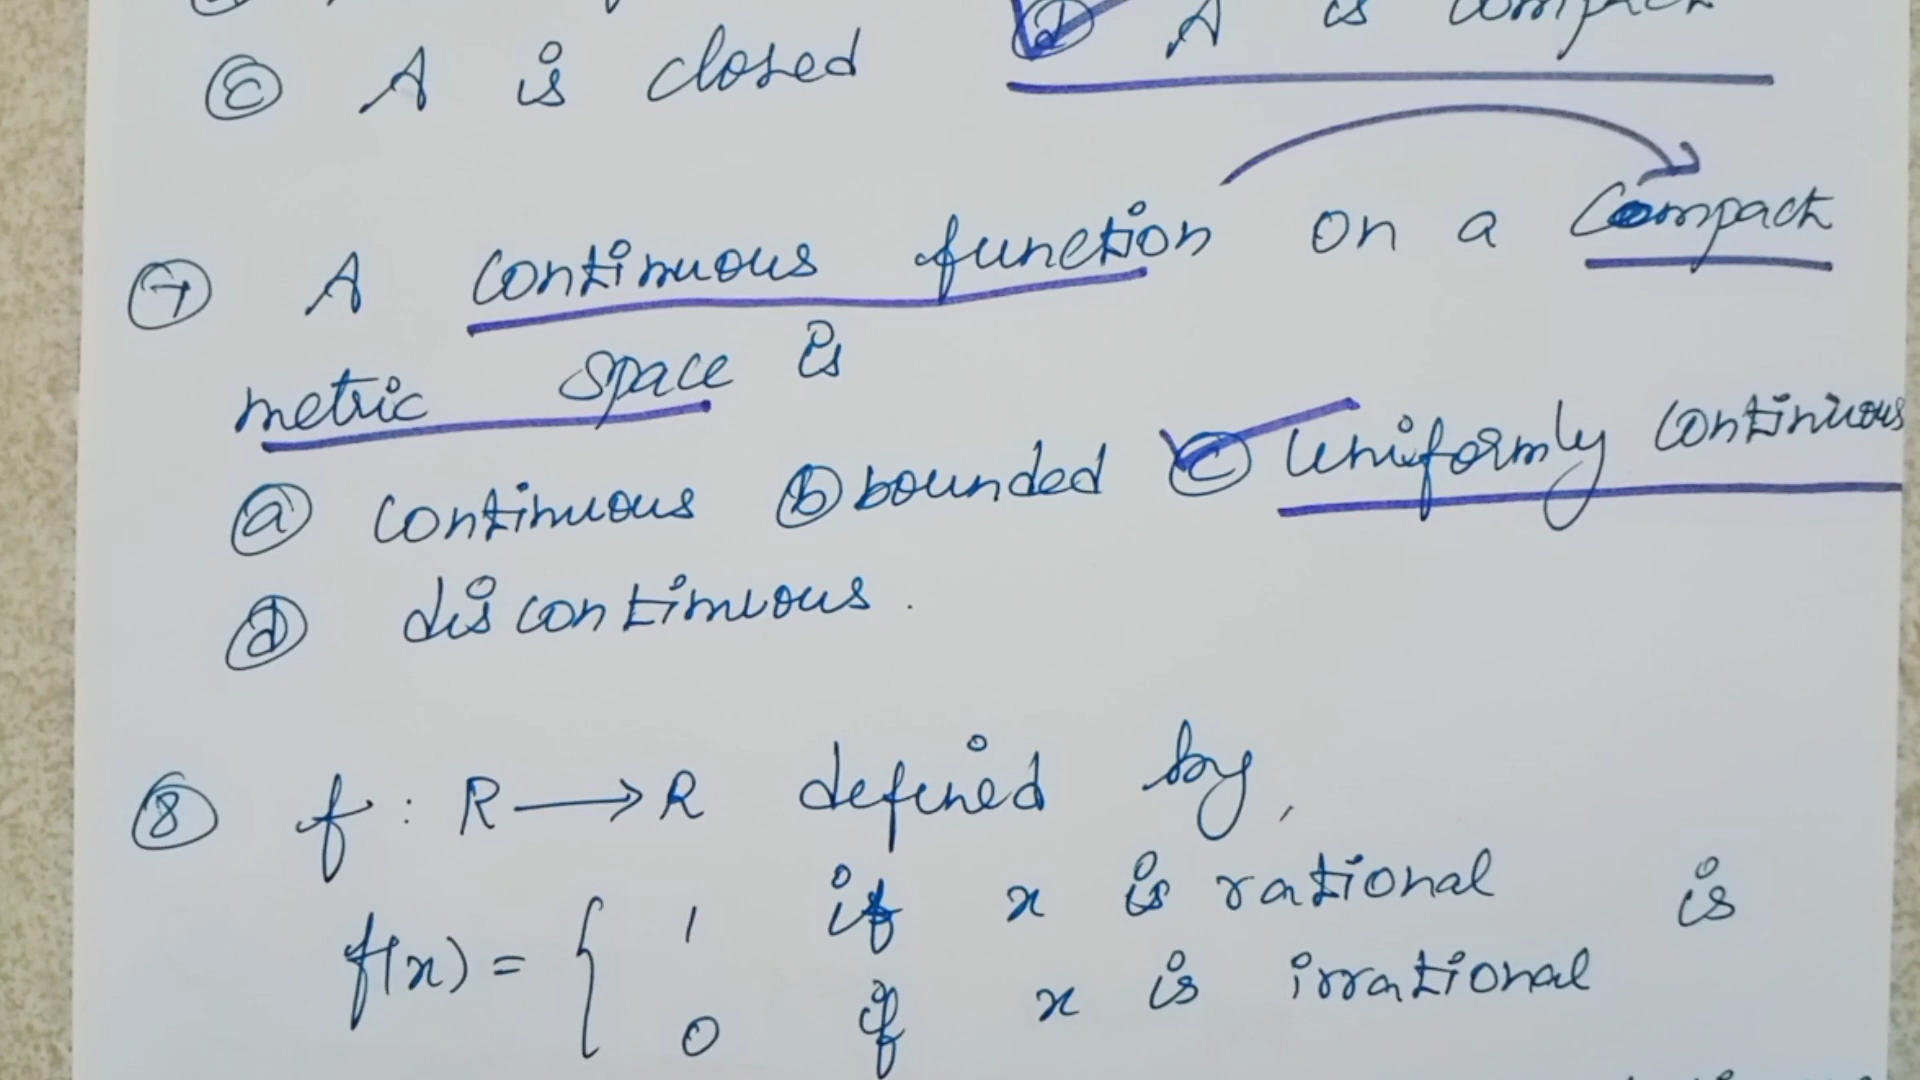 ⓒ A is closed ⓓ A is compact
⑦ A continuous function on a Compact
metric space is
ⓐ continuous ⓑ bounded ⓒ Uniformly continuous
ⓓ discontinuous.
⑧ f : R → R defined by,
f(x) = { 1 if x is rational is
0 if x is irrational